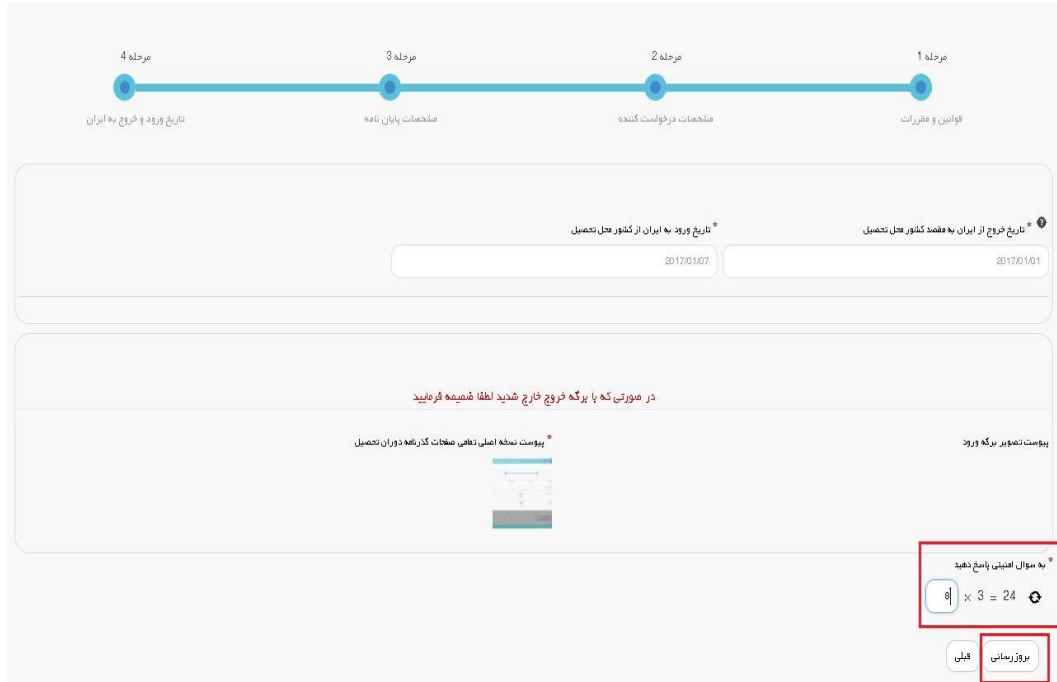 مرحله 1
مرحله 2
مرحله 3
مرحله 4
قوانین و مقررات
مشخصات درخواست کننده
مشخصات پایان نامه
تاریخ ورود و خروج به ایران
* تاریخ خروج از ایران به مقصد کشور محل تحصیل
* تاریخ ورود به ایران از کشور محل تحصیل
2017/01/01
2017/01/07
در صورتی که با برگه خروج خارج شدید لطفا ضمیمه فرمایید
پیوست تصویر برگه ورود
* پیوست نسخه اصلی تمامی صفحات گذرنامه دوران تحصیل
* به سوال امنیتی پاسخ دهید
8 × 3 = 24
بروزرسانی
قبلی